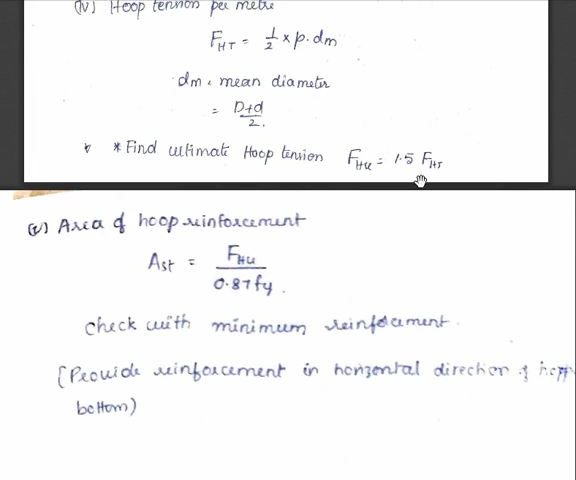 (iv) Hoop tension per metre
F_HT = 1/2 × p. dm
dm = mean diameter
= D+d/2.
* Find ultimate Hoop tension F_Hu = 1.5 F_HT
(v) Area of hoop reinforcement
Ast = F_Hu / 0.87fy.
check with minimum reinforcement.
(Provide reinforcement in horizontal direction of
bottom)